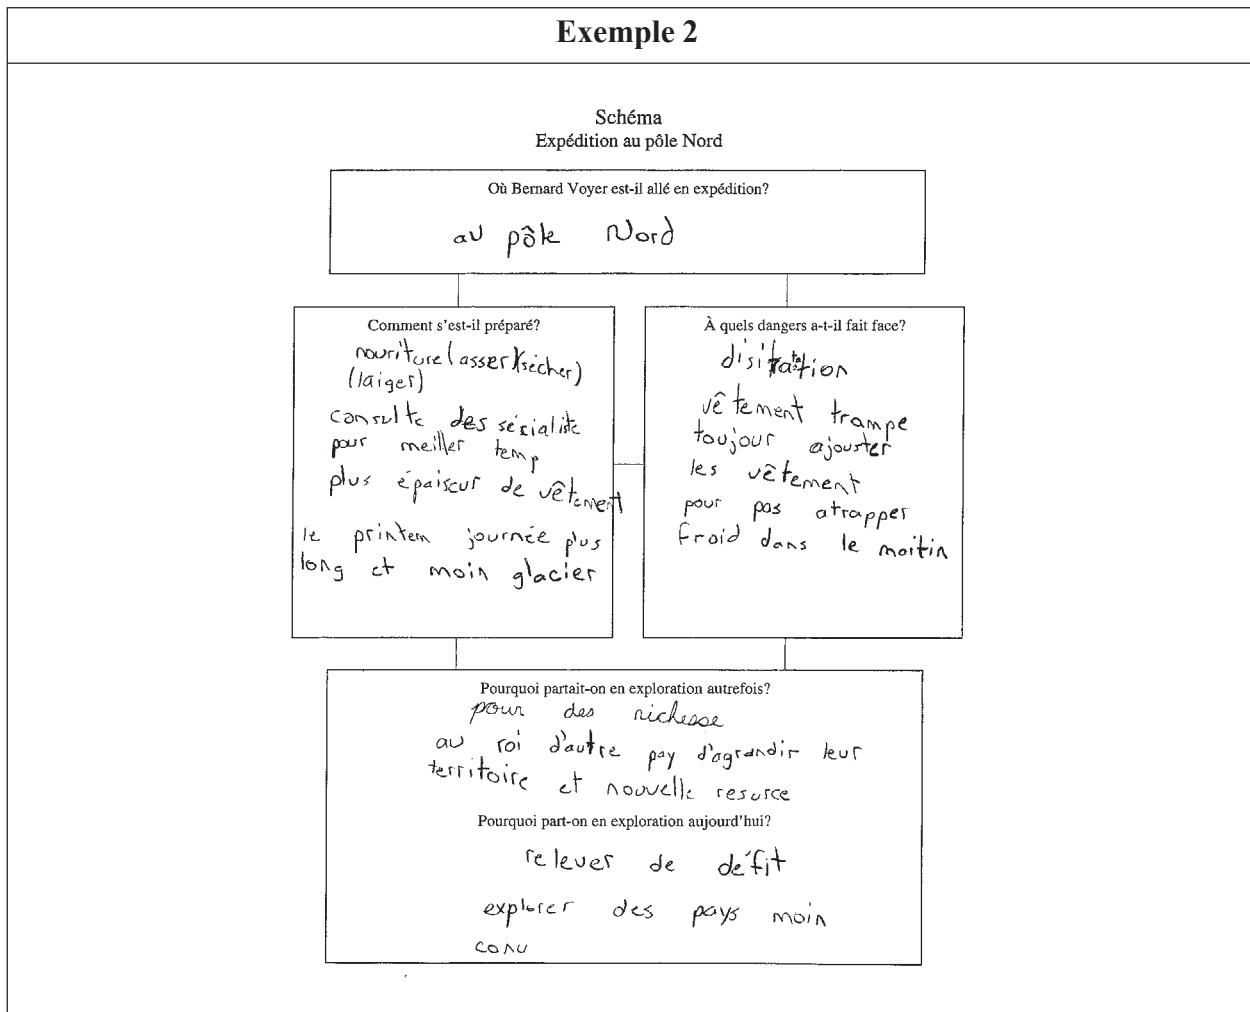 Exemple 2
Schéma
Expédition au pôle Nord
Où Bernard Voyer est-il allé en expédition?
au pôle Nord
Comment s'est-il préparé?
nouriture (asser) (sécher)
(laiger)
consulte des sésialiste
pour meiller temp
plus épaiseur de vêtement
le printem journée plus
long et moin glacier
À quels dangers a-t-il fait face?
vêtement trampe
toujour ajouster
les vêtement
pour pas atrapper
froid dans le maitin
Pourquoi partait-on en exploration autrefois?
pour des richesse
au roi d'autre pay d'agrandir leur
territoire et nouvelle resurce
Pourquoi part-on en exploration aujourd'hui?
relever de défit
explorer des pays moin
conu